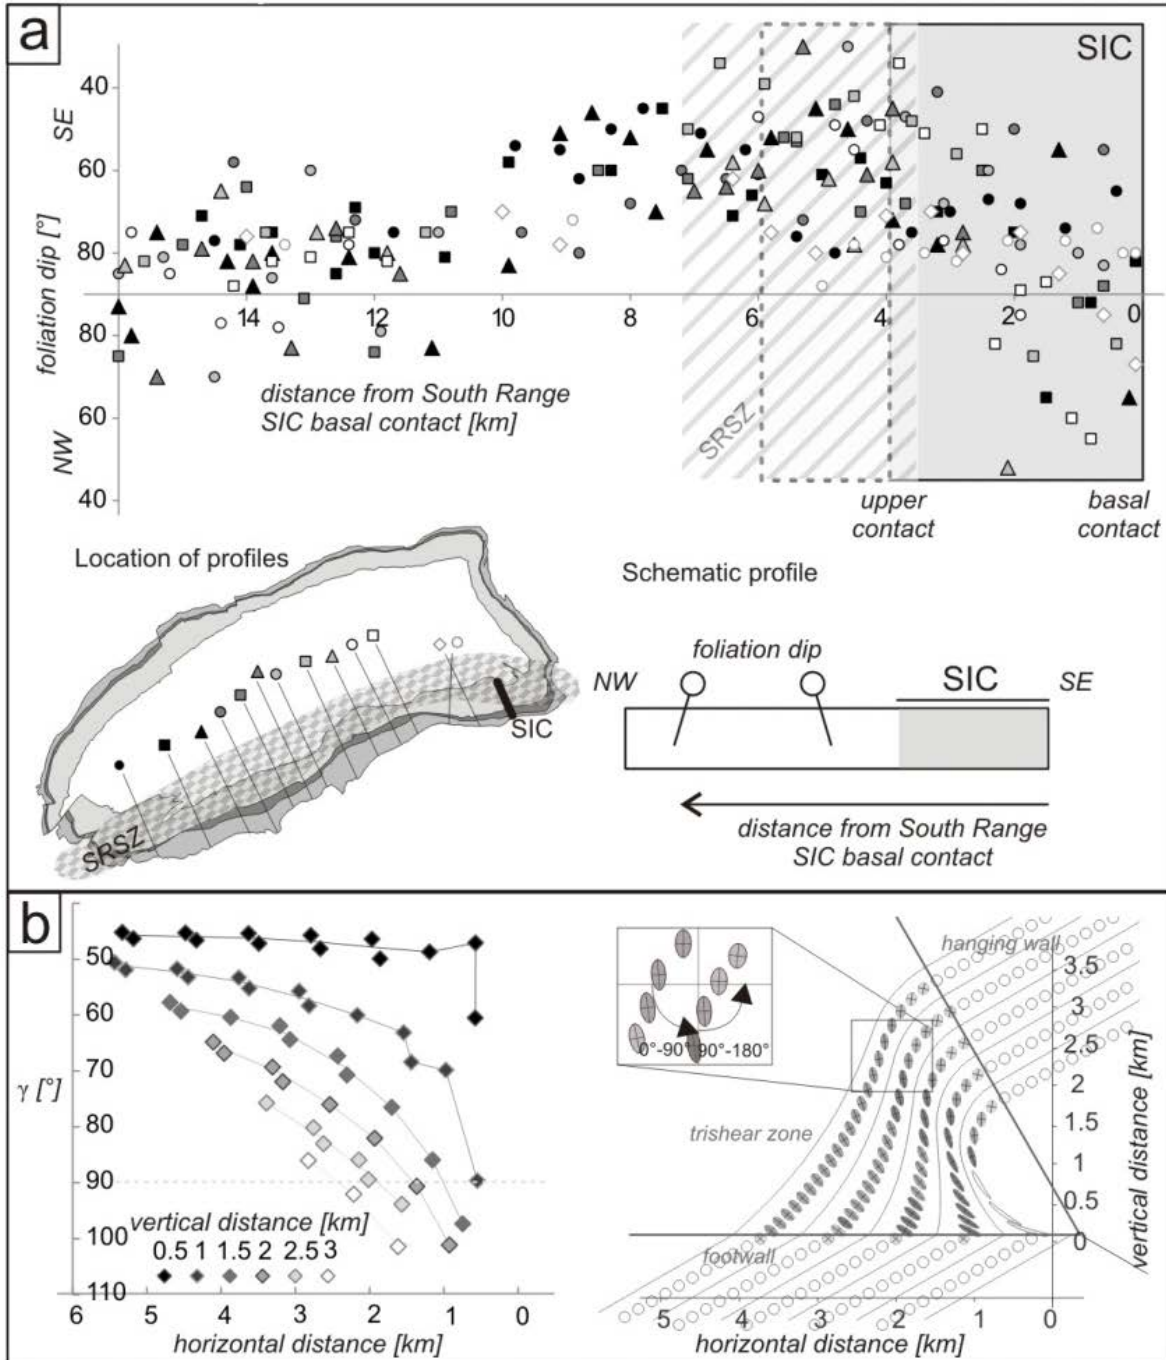 a
SIC
SE
40
60
80
foliation dip [°]
14
12
10
8
6
4
2
0
80
60
NW
40
distance from South Range
SIC basal contact [km]
SRSZ
upper
contact
basal
contact
Location of profiles
SIC
SRSZ
Schematic profile
foliation dip
NW
SIC
SE
distance from South Range
SIC basal contact
b
50
60
70
γ [°]
80
90
100
110
vertical distance [km]
0.5 1 1.5 2 2.5 3
6 5 4 3 2 1 0
horizontal distance [km]
0°-90°
90°-180°
hanging wall
trishear zone
footwall
3.5
3
2.5
2
1.5
1
0.5
0
vertical distance [km]
5 4 3 2 1 0
horizontal distance [km]